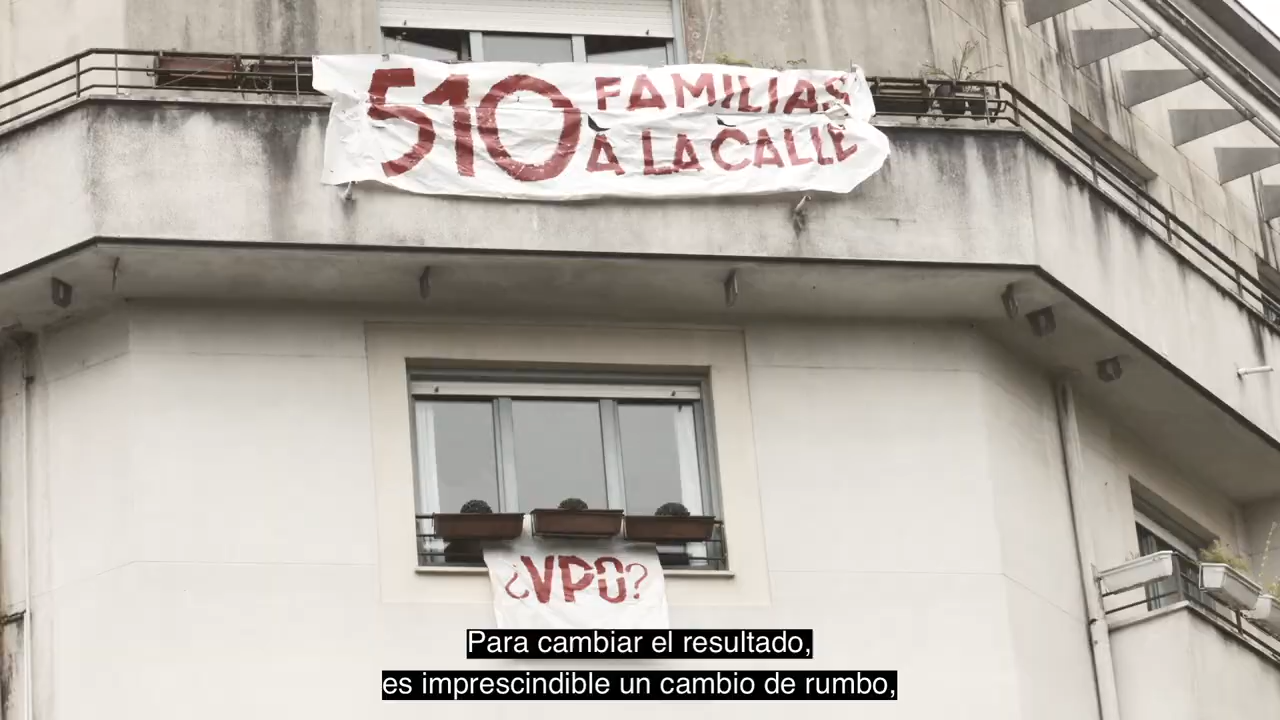 510 FAMILIAS
A LA CALLE
¿VPO?
Para cambiar el resultado,
es imprescindible un cambio de rumbo,